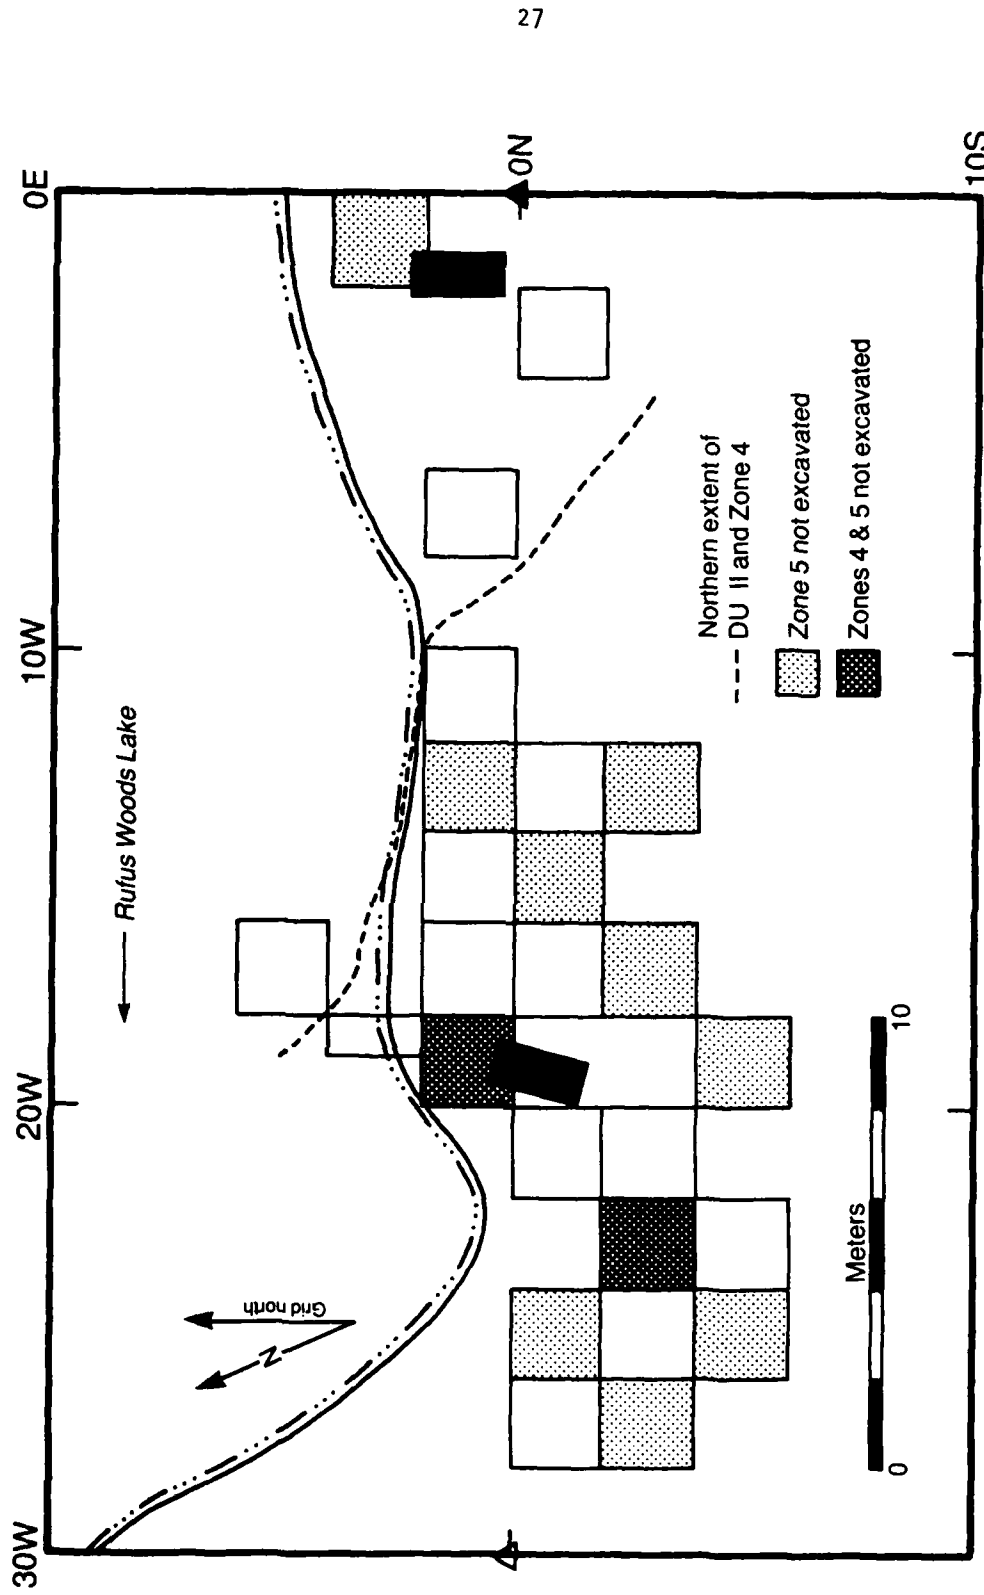 27
30W
20W
10W
0E
Rufus Woods Lake
Grid north
N
0N
Northern extent of
DU II and Zone 4
Zone 5 not excavated
Zones 4 & 5 not excavated
Meters
0
10
10S